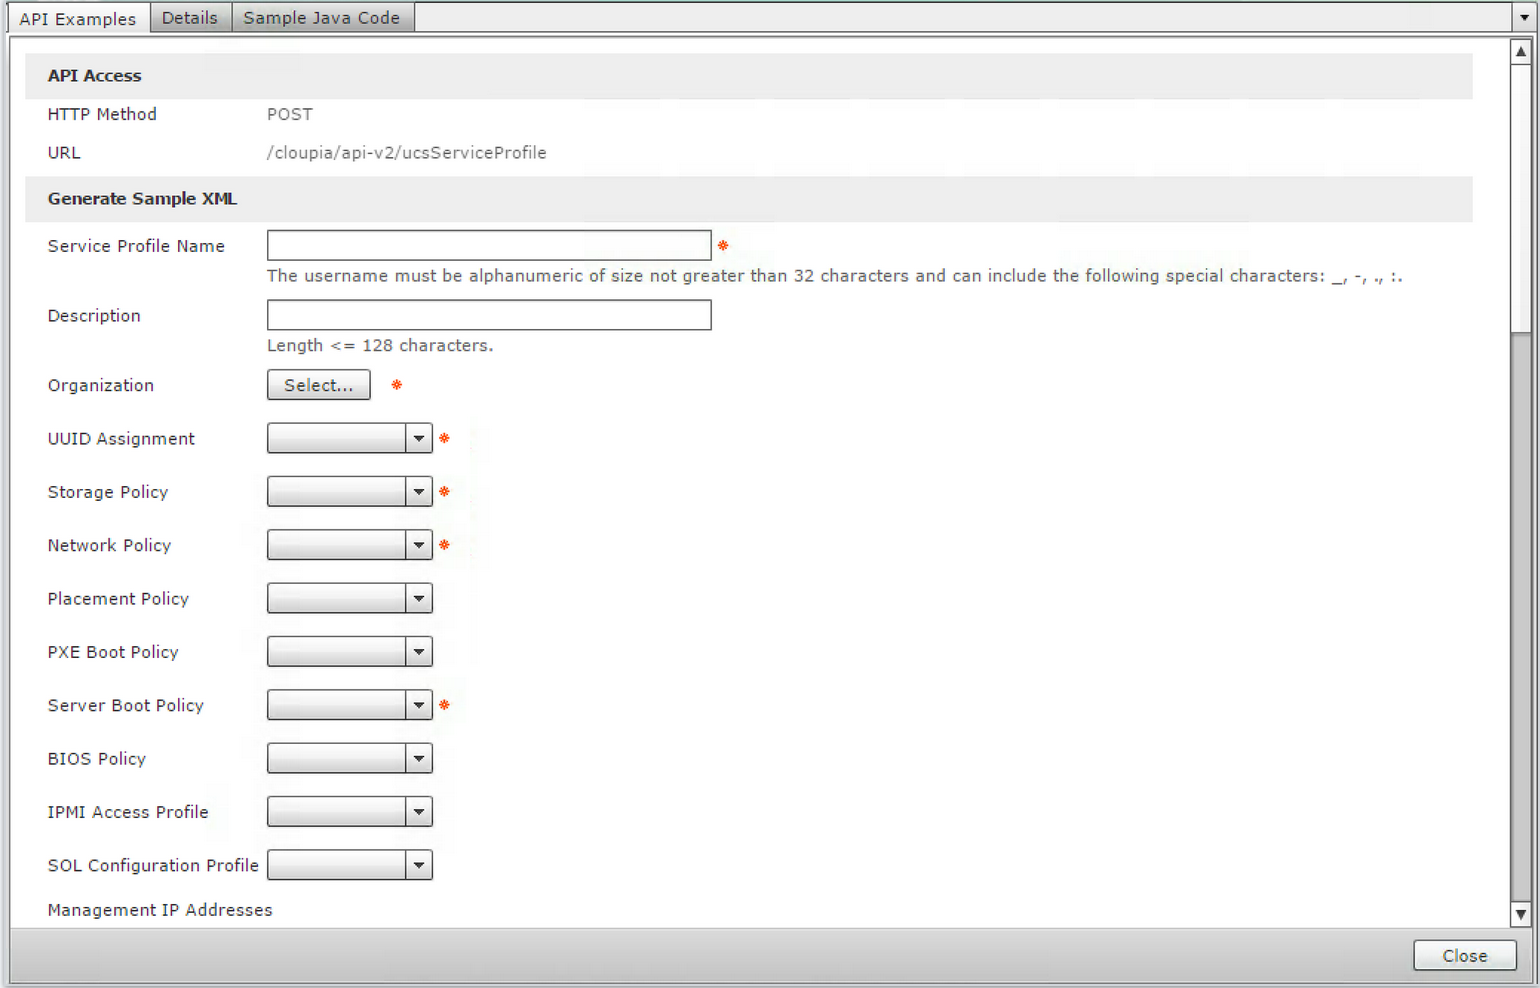 API Examples Details Sample Java Code
API Access
HTTP Method POST
URL /cloupia/api-v2/ucsServiceProfile
Generate Sample XML
Service Profile Name *
The username must be alphanumeric of size not greater than 32 characters and can include the following special characters: _, -, ., :.
Description
Length <= 128 characters.
Organization Select... *
UUID Assignment *
Storage Policy *
Network Policy *
Placement Policy
PXE Boot Policy
Server Boot Policy *
BIOS Policy
IPMI Access Profile
SOL Configuration Profile
Management IP Addresses
Close